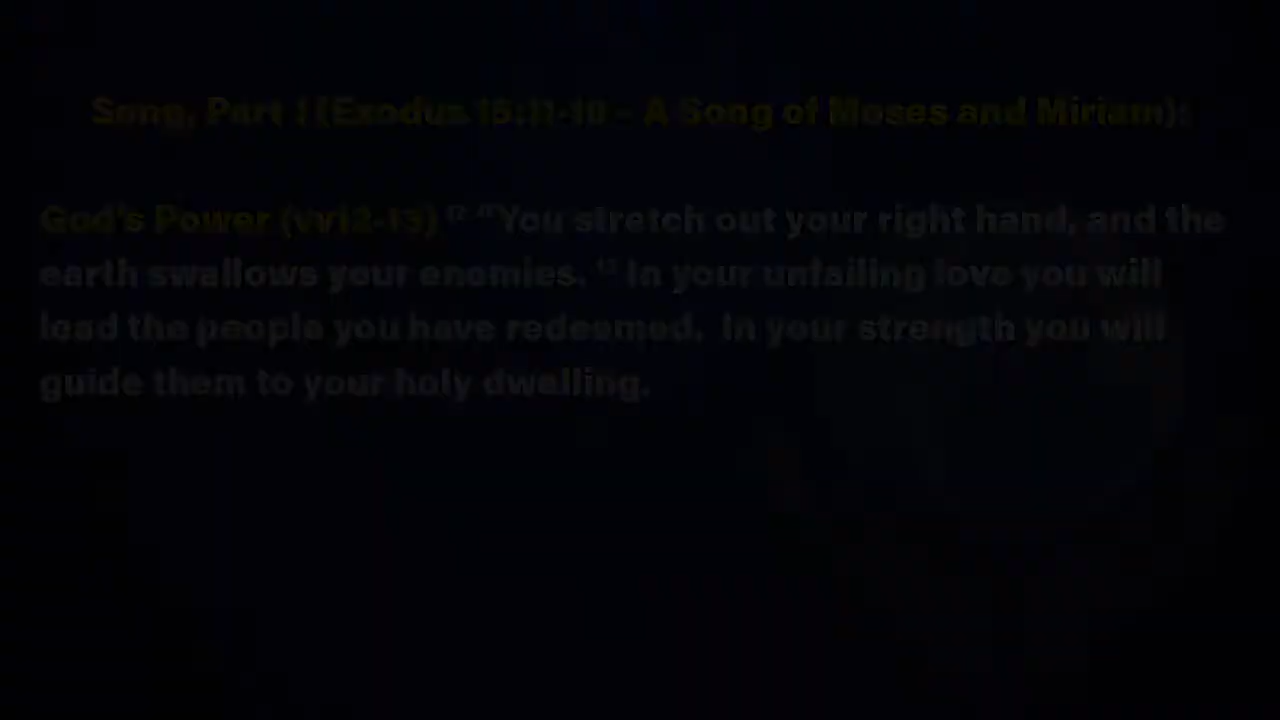 Song, Part 1 (Exodus 15:11-18 – A Song of Moses and Miriam):
God's Power (vv12-13) ¹² "You stretch out your right hand, and the
earth swallows your enemies. ¹³ In your unfailing love you will
lead the people you have redeemed. In your strength you will
guide them to your holy dwelling.